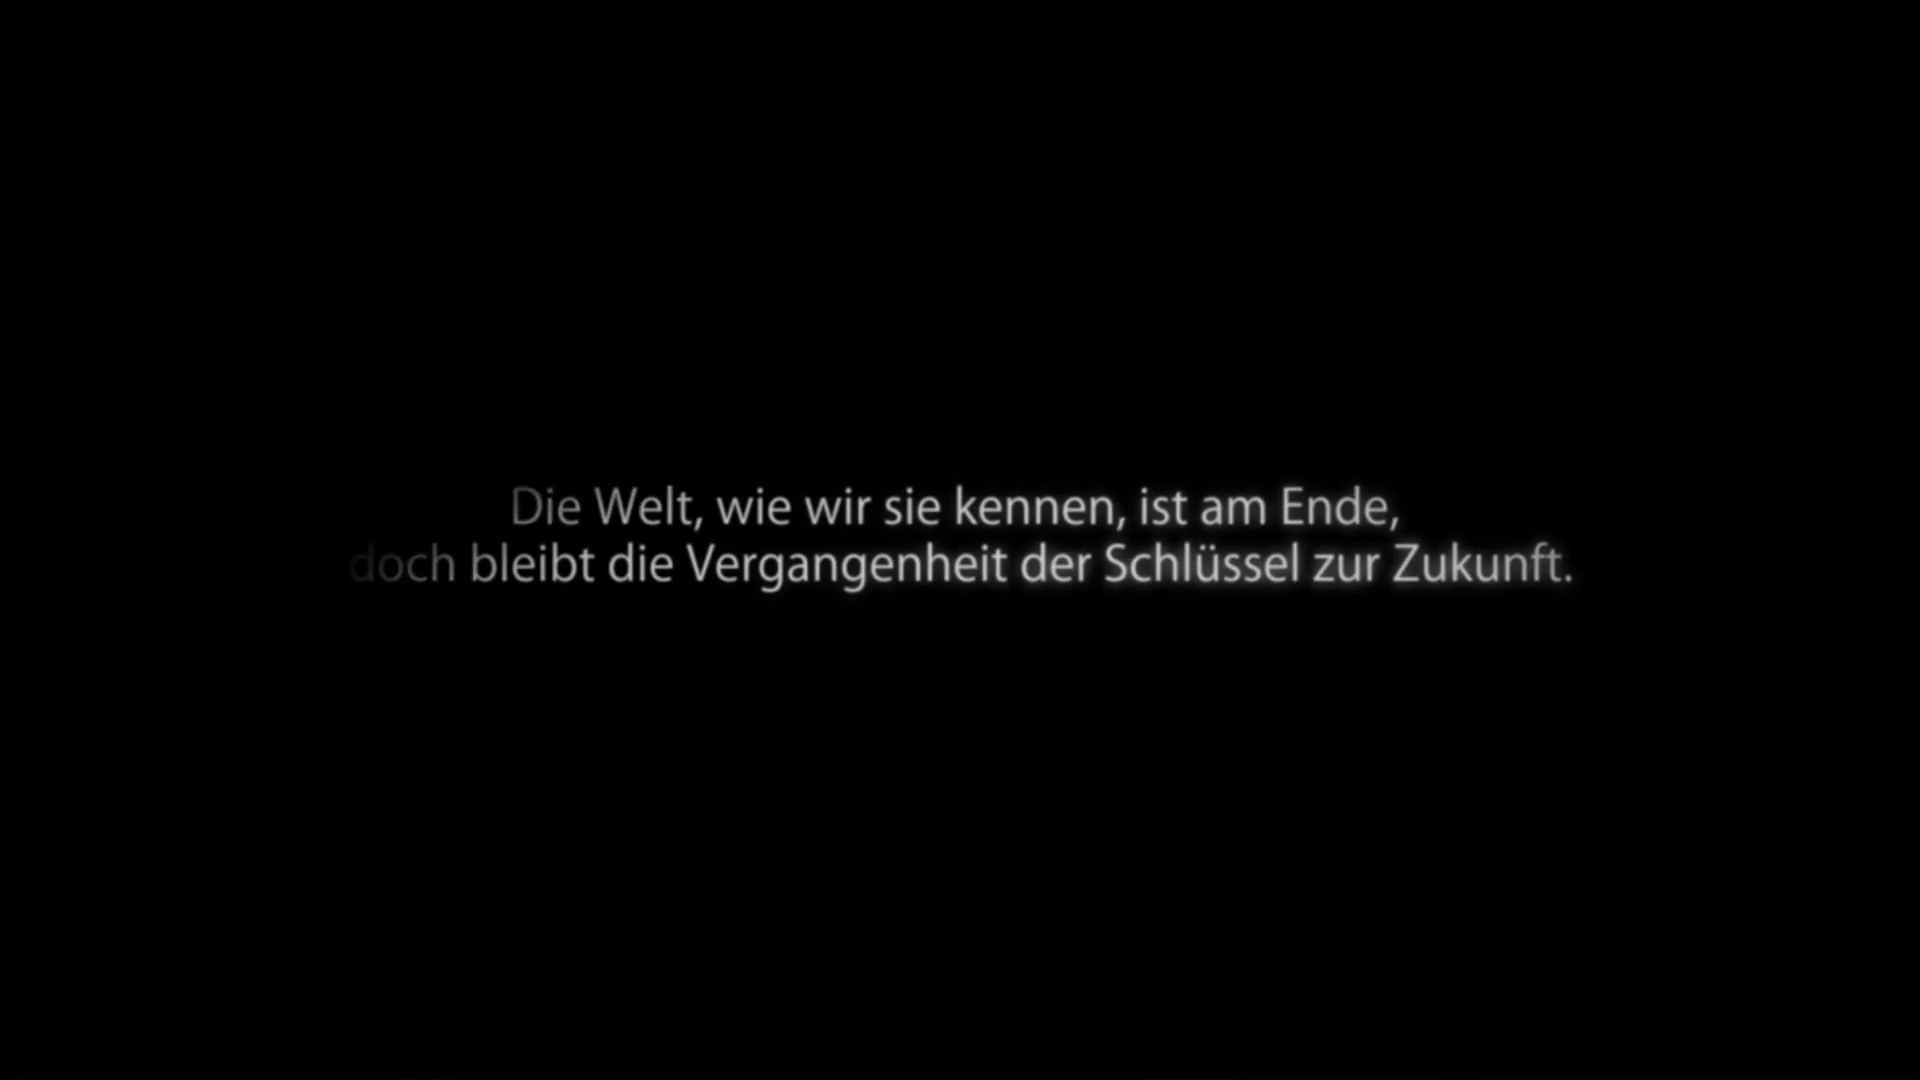 Die Welt, wie wir sie kennen, ist am Ende,
doch bleibt die Vergangenheit der Schlüssel zur Zukunft.